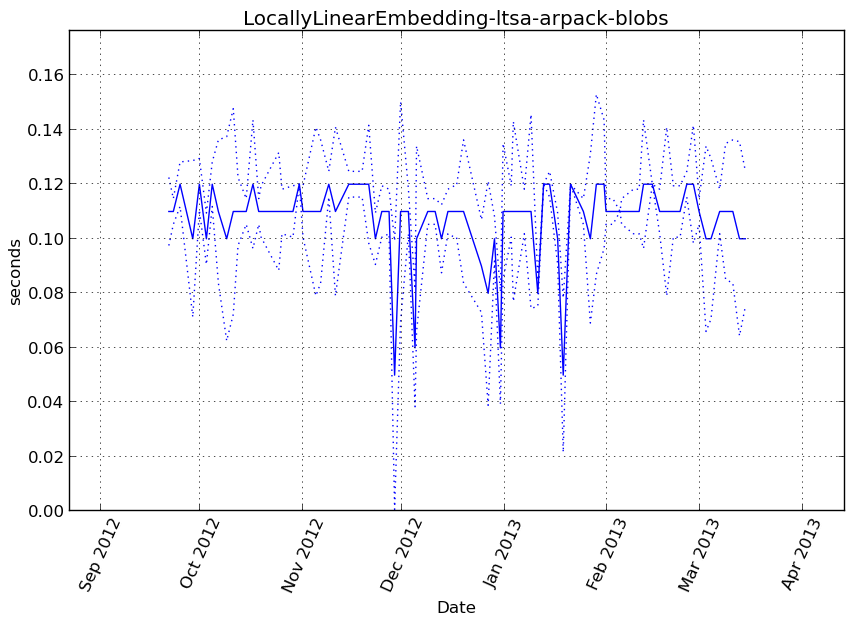 LocallyLinearEmbedding-ltsa-arpack-blobs
0.16
0.14
0.12
0.10
0.08
0.06
0.04
0.02
0.00
seconds
Sep 2012
Oct 2012
Nov 2012
Dec 2012
Jan 2013
Feb 2013
Mar 2013
Apr 2013
Date